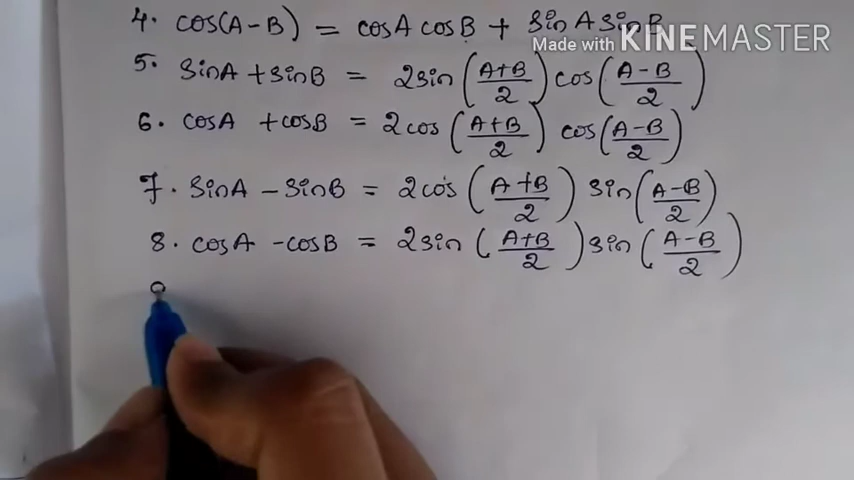 4. cos(A-B) = cosA cosB + sinA sinB
Made with KINEMASTER
5. sinA + sinB = 2sin (A+B/2) cos (A-B/2)
6. cosA + cosB = 2cos (A+B/2) cos (A-B/2)
7. sinA - sinB = 2cos (A+B/2) sin (A-B/2)
8. cosA - cosB = 2sin (A+B/2) sin (A-B/2)